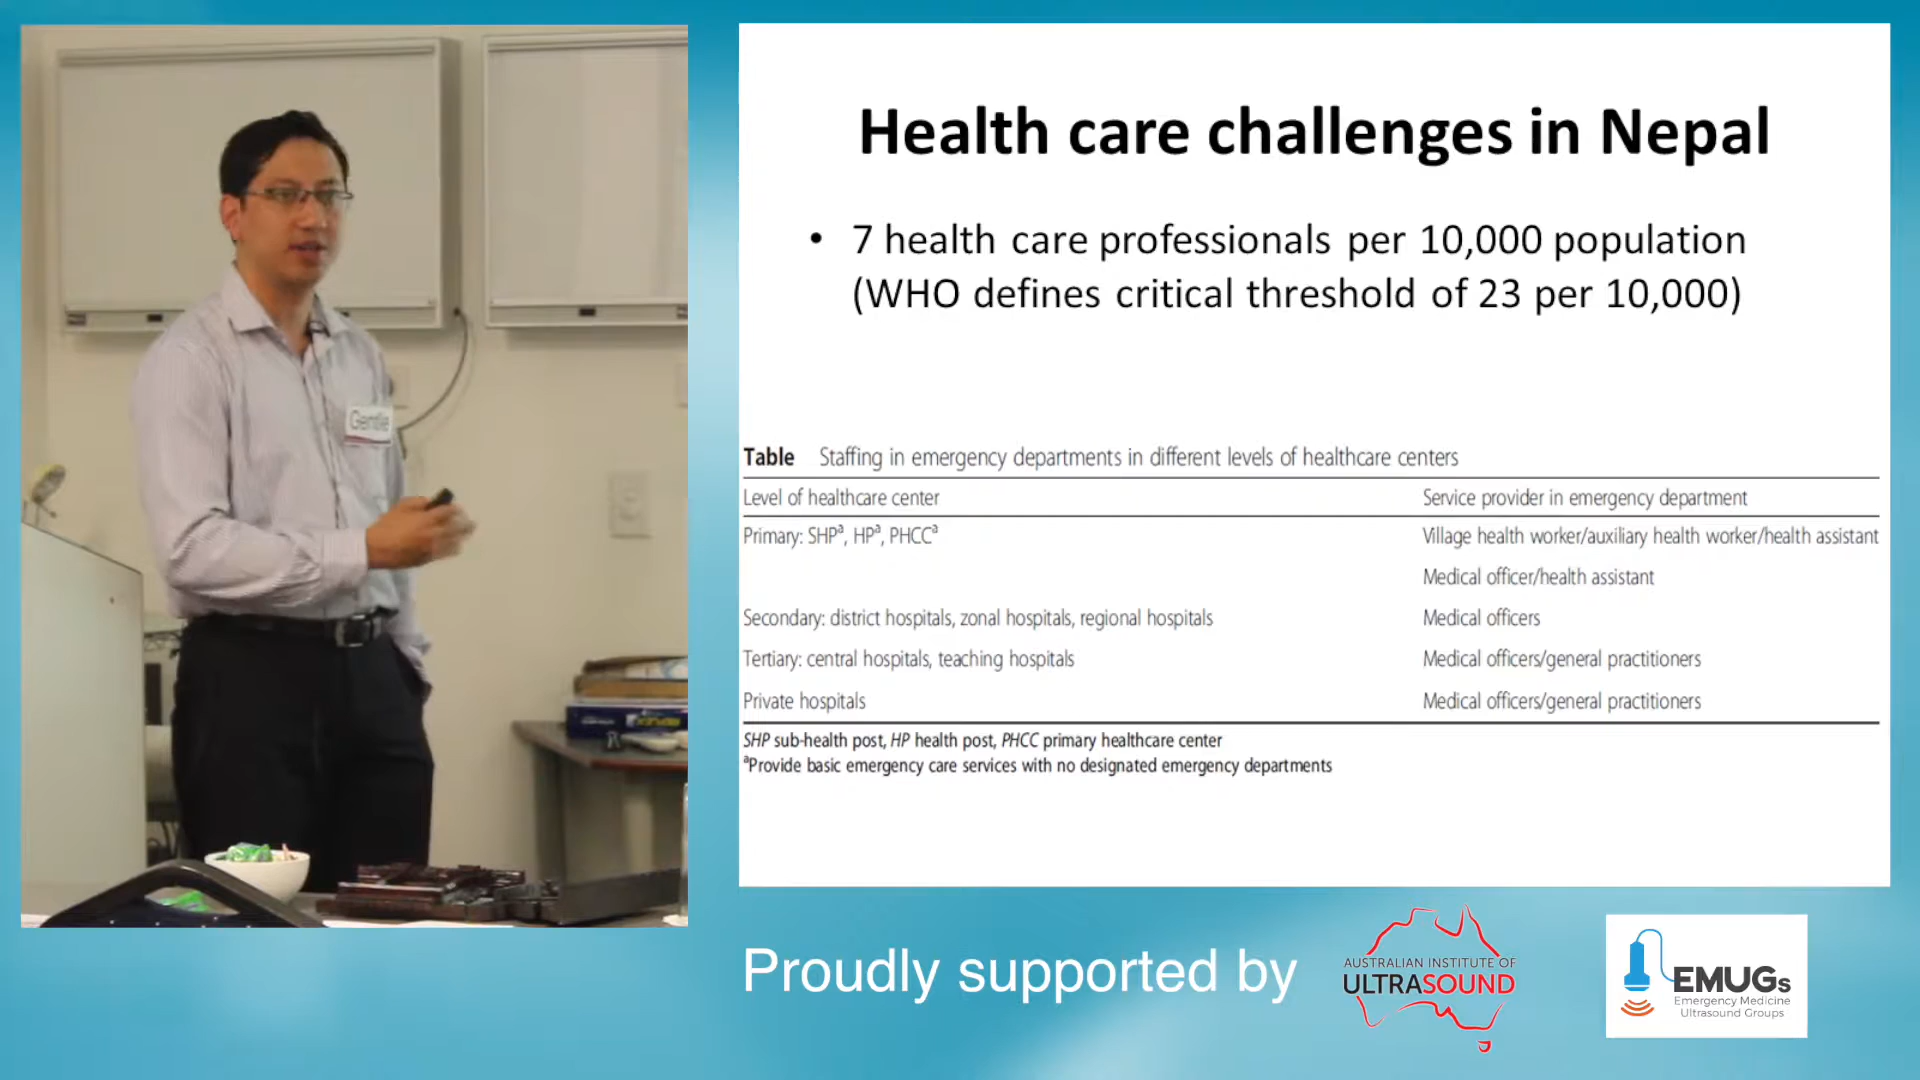 Gentle
Health care challenges in Nepal
• 7 health care professionals per 10,000 population
(WHO defines critical threshold of 23 per 10,000)
Table Staffing in emergency departments in different levels of healthcare centers
Level of healthcare center Service provider in emergency department
Primary: SHPª, HPª, PHCCª Village health worker/auxiliary health worker/health assistant
Medical officer/health assistant
Secondary: district hospitals, zonal hospitals, regional hospitals Medical officers
Tertiary: central hospitals, teaching hospitals Medical officers/general practitioners
Private hospitals Medical officers/general practitioners
SHP sub-health post, HP health post, PHCC primary healthcare center
ªProvide basic emergency care services with no designated emergency departments
Proudly supported by
AUSTRALIAN INSTITUTE OF
ULTRASOUND
EMUGs
Emergency Medicine
Ultrasound Groups